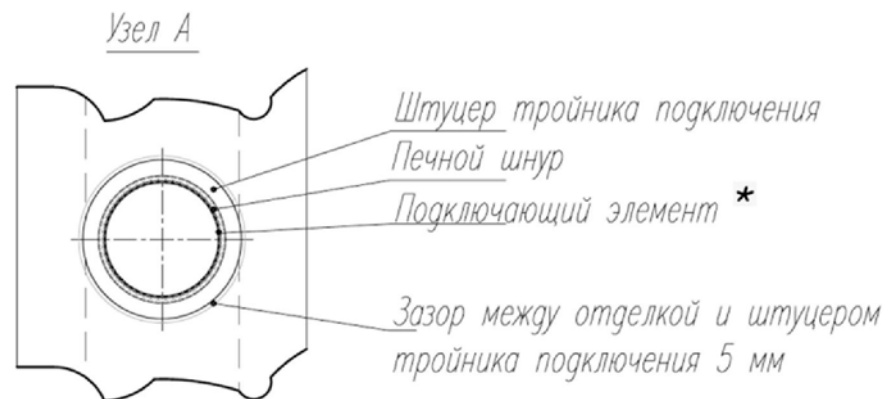 Узел А
Штуцер тройника подключения
Печной шнур
Подключающий элемент *
Зазор между отделкой и штуцером
тройника подключения 5 мм